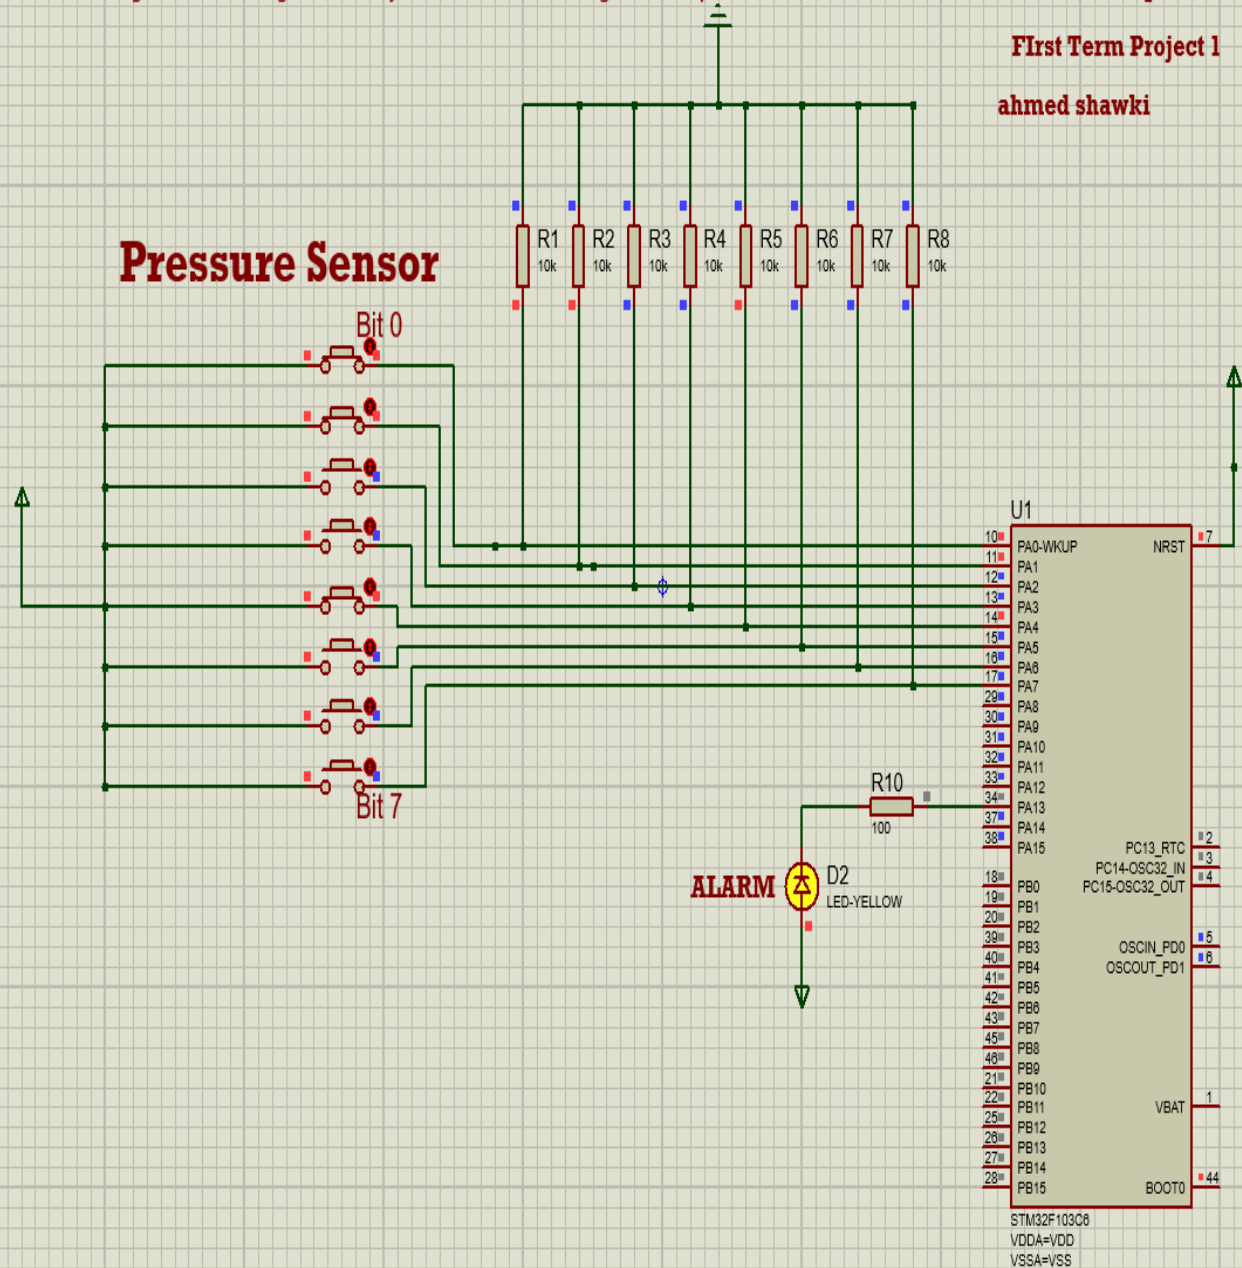 FIrst Term Project 1
ahmed shawki
Pressure Sensor
R1
10k
R2
10k
R3
10k
R4
10k
R5
10k
R6
10k
R7
10k
R8
10k
Bit 0
Bit 7
U1
10 PA0-WKUP
11 PA1
12 PA2
13 PA3
14 PA4
15 PA5
16 PA6
17 PA7
29 PA8
30 PA9
31 PA10
32 PA11
33 PA12
34 PA13
37 PA14
38 PA15
18 PB0
19 PB1
20 PB2
39 PB3
40 PB4
41 PB5
42 PB6
43 PB7
45 PB8
46 PB9
21 PB10
22 PB11
25 PB12
26 PB13
27 PB14
28 PB15
NRST 7
PC13_RTC 2
PC14-OSC32_IN 3
PC15-OSC32_OUT 4
OSCIN_PD0 5
OSCOUT_PD1 6
VBAT 1
BOOT0 44
R10
100
ALARM
D2
LED-YELLOW
STM32F103C6
VDDA=VDD
VSSA=VSS